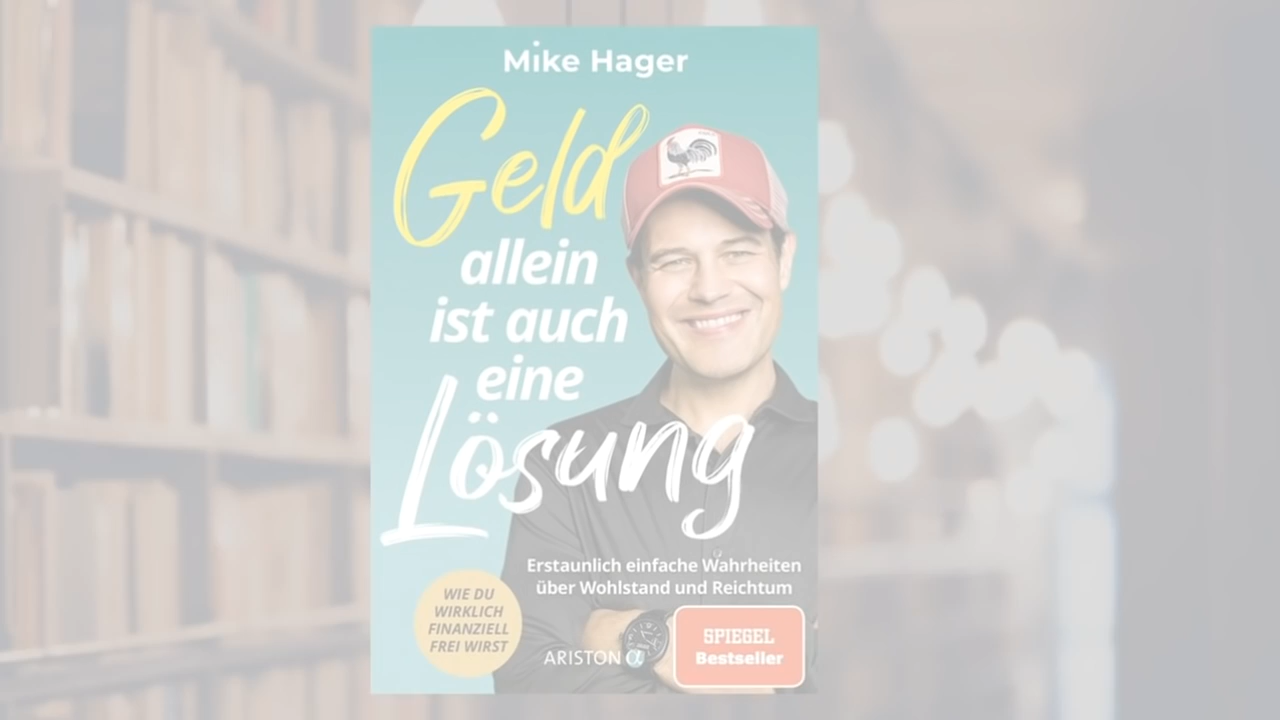 Mike Hager
Geld
allein
ist auch
eine
Lösung
Erstaunlich einfache Wahrheiten
über Wohlstand und Reichtum
WIE DU
WIRKLICH
FINANZIELL
FREI WIRST
ARISTON
SPIEGEL
Bestseller